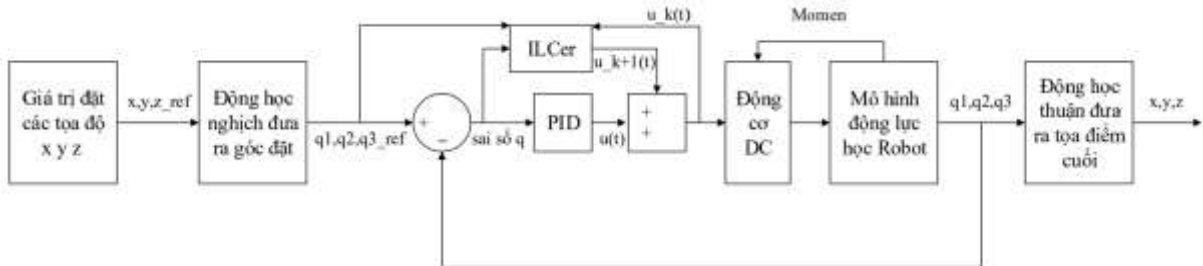 u_k(t)
Momen
ILCer
u_k+1(t)
Giá trị đặt
các tọa độ
x y z
x,y,z_ref
Động học
nghịch đưa
ra góc đặt
q1,q2,q3_ref
+
−
sai số q
PID
u(t)
+
+
Động
cơ
DC
Mô hình
động lực
học Robot
q1,q2,q3
Động học
thuận đưa
ra tọa điểm
cuối
x,y,z